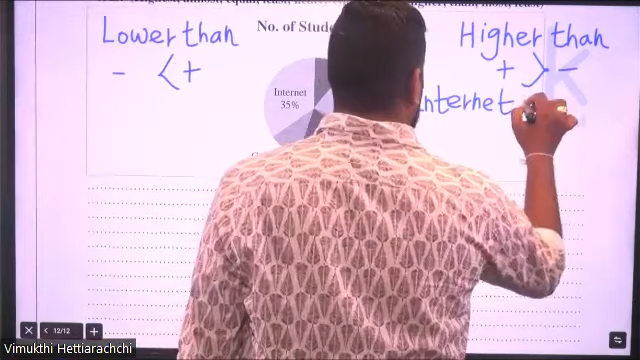 Lower than
No. of Stude
Higher than
- < +
+ > -
Internet
35%
Internet
12/12
Vimukthi Hettiarachchi